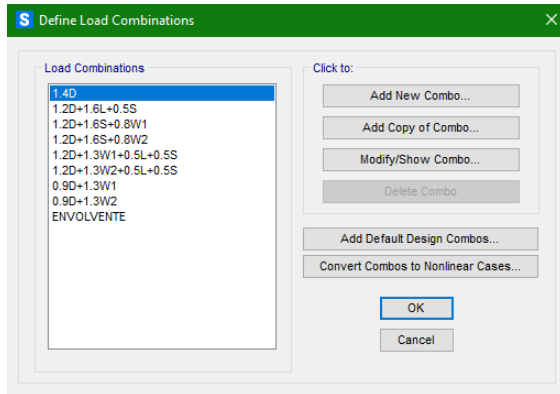 S Define Load Combinations
Load Combinations
1.4D
1.2D+1.6L+0.5S
1.2D+1.6S+0.8W1
1.2D+1.6S+0.8W2
1.2D+1.3W1+0.5L+0.5S
1.2D+1.3W2+0.5L+0.5S
0.9D+1.3W1
0.9D+1.3W2
ENVOLVENTE
Click to:
Add New Combo...
Add Copy of Combo...
Modify/Show Combo...
Delete Combo
Add Default Design Combos...
Convert Combos to Nonlinear Cases...
OK
Cancel